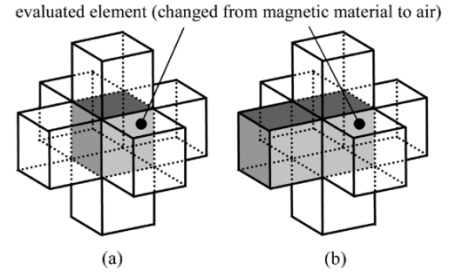 evaluated element (changed from magnetic material to air)
(a)
(b)